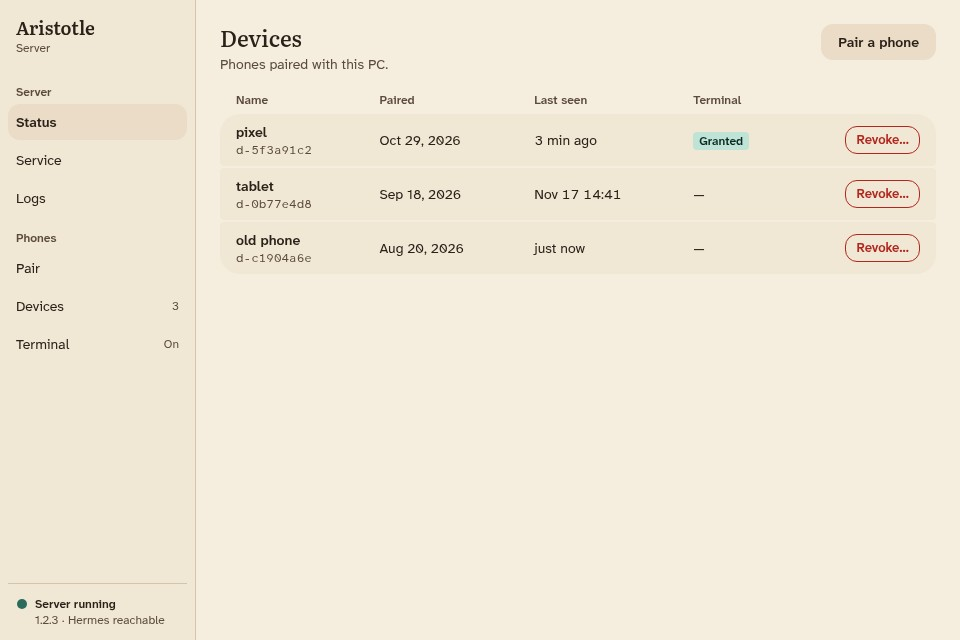 Aristotle
Server
Server
Status
Service
Logs
Phones
Pair
Devices 3
Terminal On
Server running
1.2.3 · Hermes reachable
Devices
Phones paired with this PC.
Pair a phone
Name Paired Last seen Terminal
pixel
d-5f3a91c2
Oct 29, 2026 3 min ago Granted Revoke…
tablet
d-0b77e4d8
Sep 18, 2026 Nov 17 14:41 — Revoke…
old phone
d-c1904a6e
Aug 20, 2026 just now — Revoke…